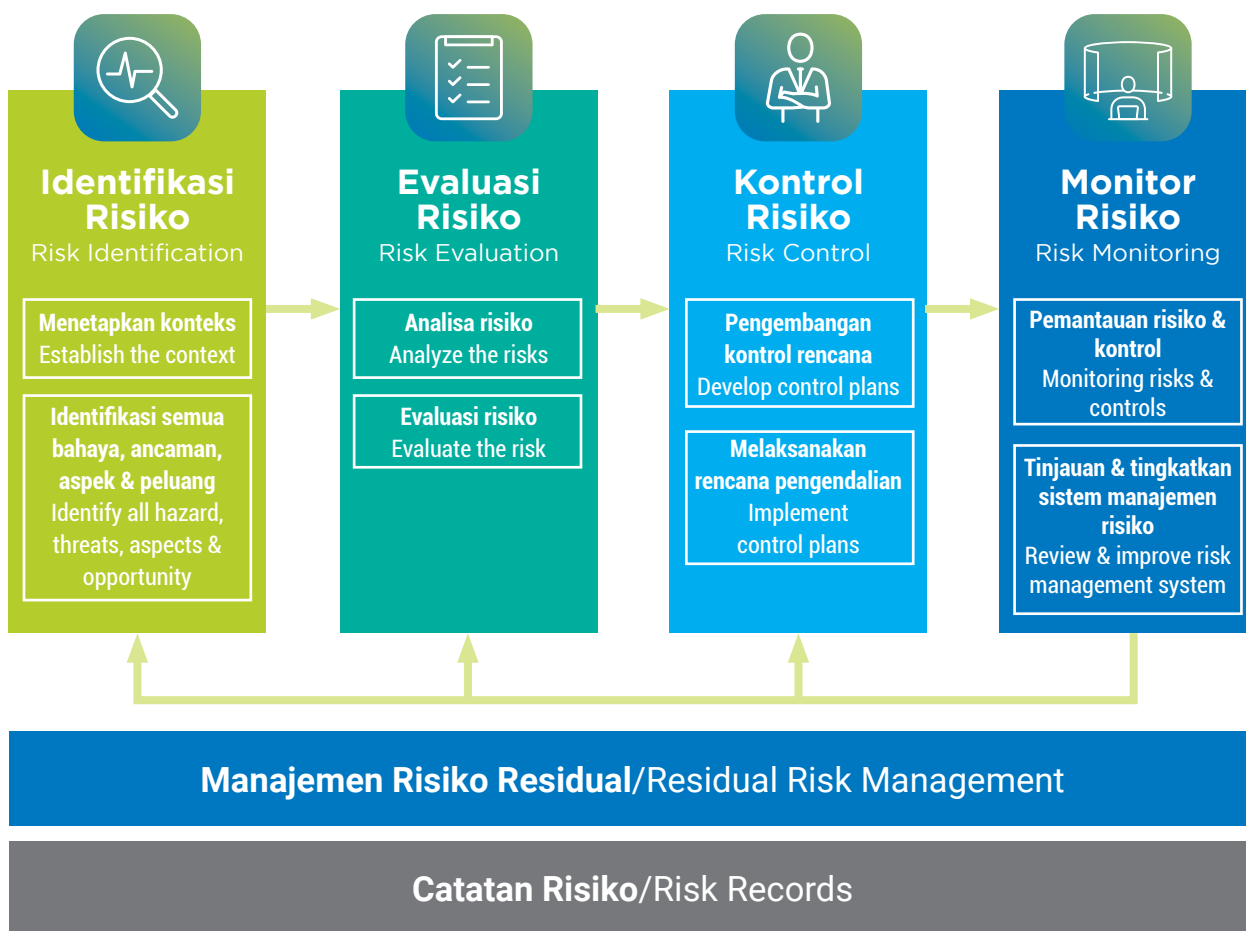 Identifikasi
Risiko
Risk Identification
Menetapkan konteks
Establish the context
Identifikasi semua
bahaya, ancaman,
aspek & peluang
Identify all hazard,
threats, aspects &
opportunity
Evaluasi
Risiko
Risk Evaluation
Analisa risiko
Analyze the risks
Evaluasi risiko
Evaluate the risk
Kontrol
Risiko
Risk Control
Pengembangan
kontrol rencana
Develop control plans
Melaksanakan
rencana pengendalian
Implement
control plans
Monitor
Risiko
Risk Monitoring
Pemantauan risiko &
kontrol
Monitoring risks &
controls
Tinjauan & tingkatkan
sistem manajemen
risiko
Review & improve risk
management system
Manajemen Risiko Residual/Residual Risk Management
Catatan Risiko/Risk Records